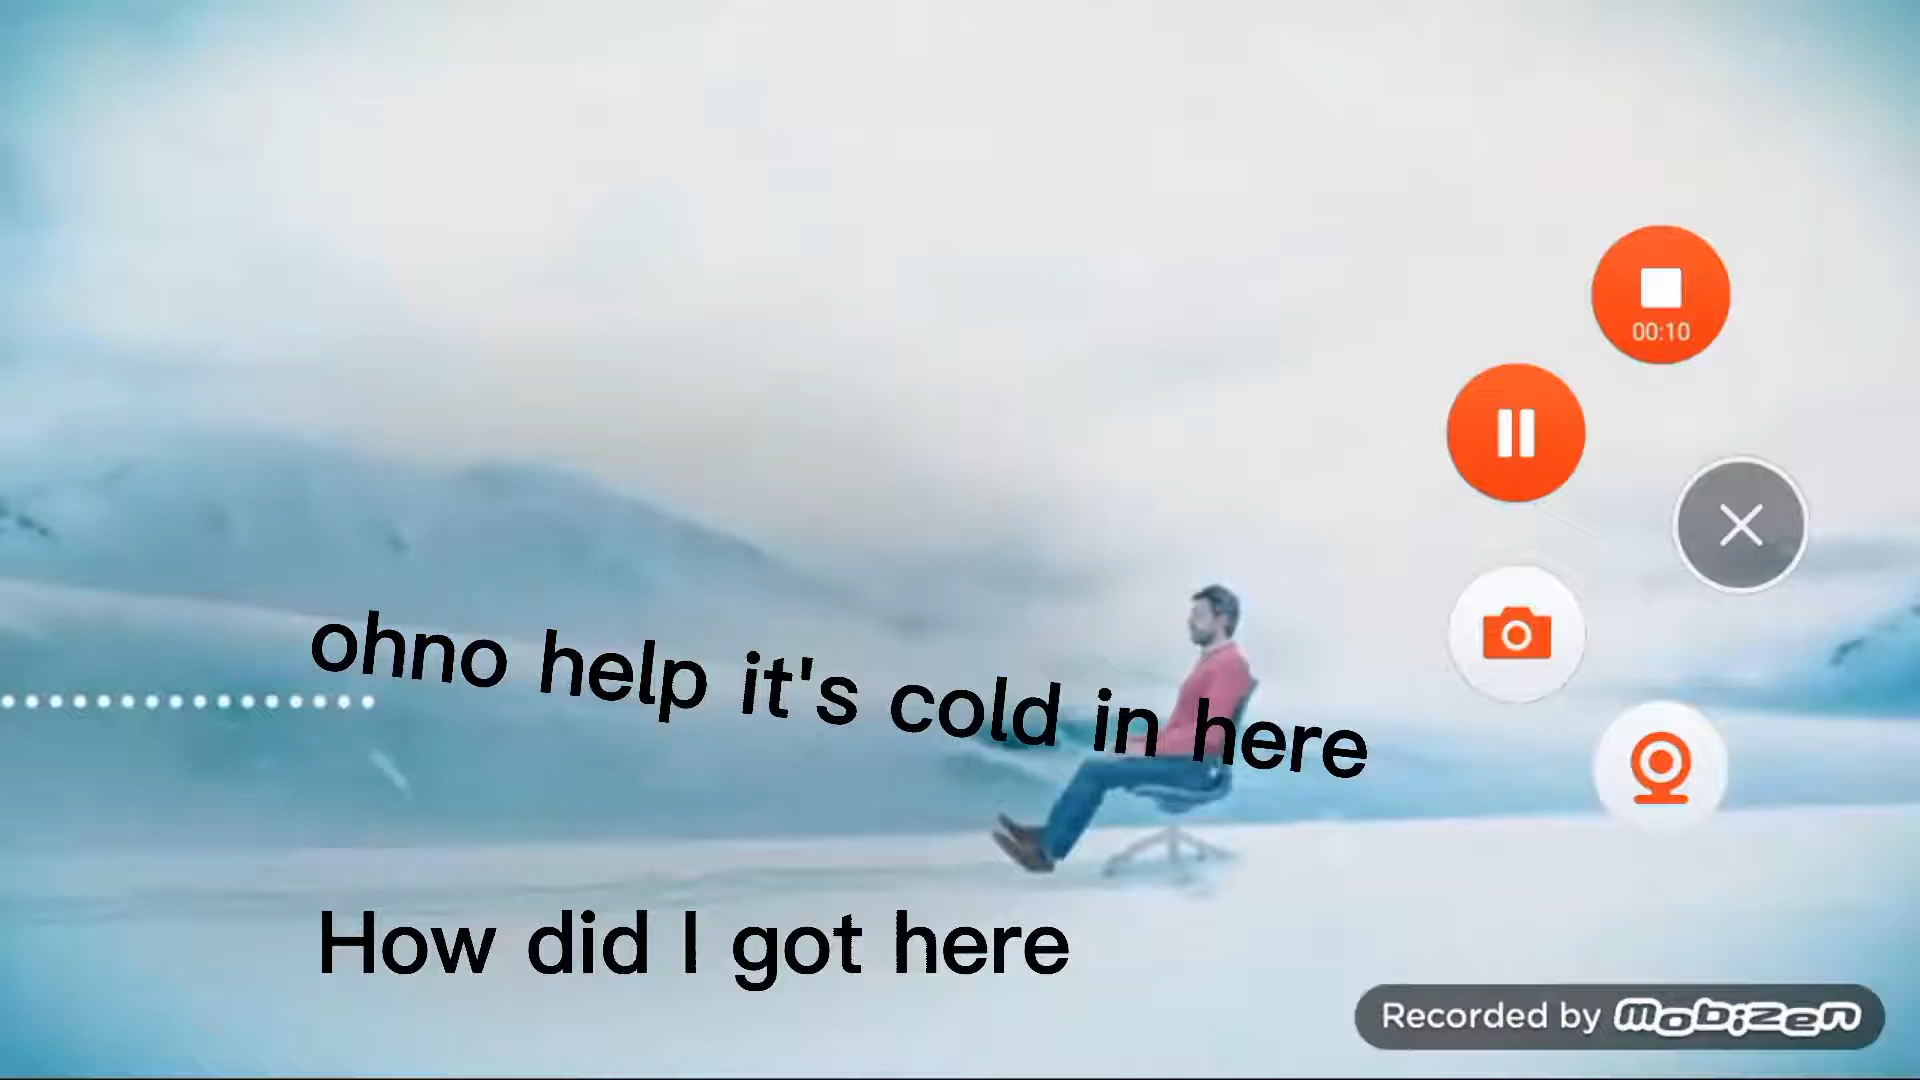 00:10
ohno help it's cold in here
How did I got here
Recorded by mobizen